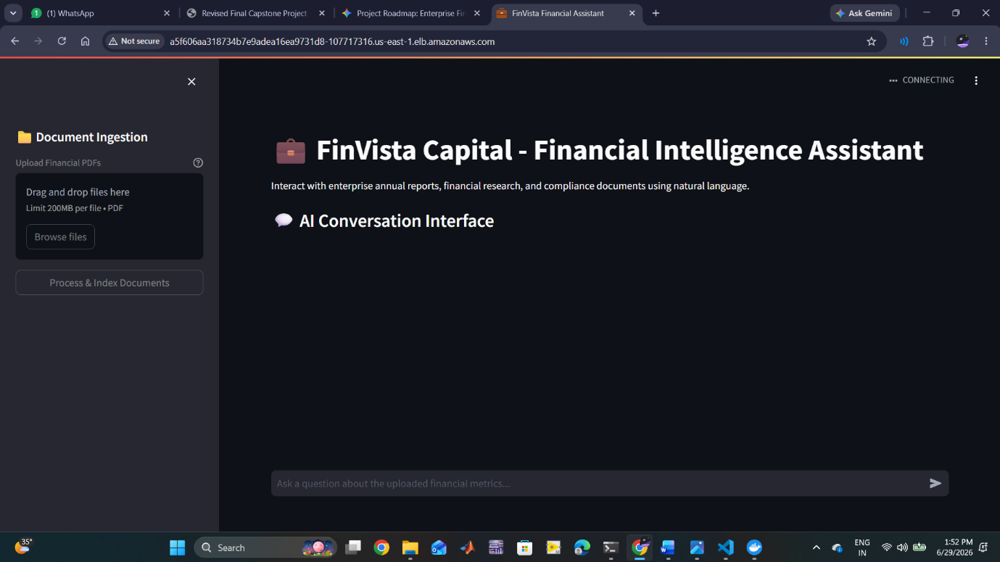 (1) WhatsApp
Revised Final Capstone Project
Project Roadmap: Enterprise Fin
FinVista Financial Assistant
Ask Gemini
Not secure
a5f606aa318734b7e9adea16ea9731d8-107717316.us-east-1.elb.amazonaws.com
CONNECTING
Document Ingestion
Upload Financial PDFs
Drag and drop files here
Limit 200MB per file • PDF
Browse files
Process & Index Documents
FinVista Capital - Financial Intelligence Assistant
Interact with enterprise annual reports, financial research, and compliance documents using natural language.
AI Conversation Interface
Ask a question about the uploaded financial metrics...
35°
Search
ENG
IN
1:52 PM
6/29/2026